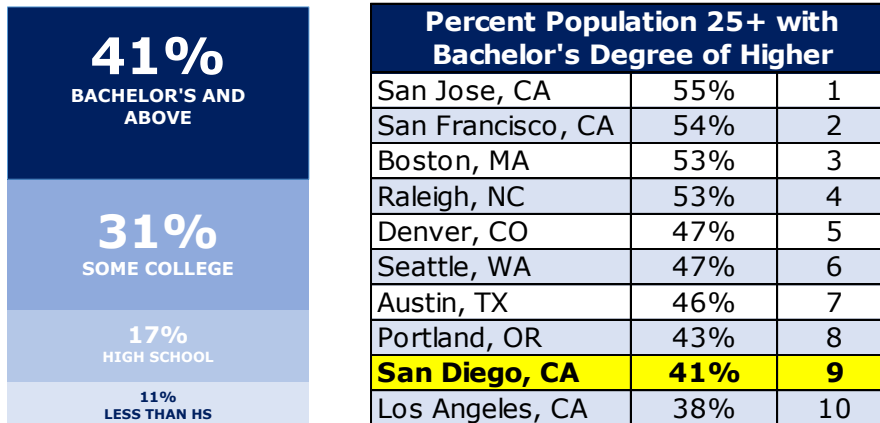 41%
BACHELOR'S AND
ABOVE
31%
SOME COLLEGE
17%
HIGH SCHOOL
11%
LESS THAN HS
Percent Population 25+ with
Bachelor's Degree of Higher
San Jose, CA 55% 1
San Francisco, CA 54% 2
Boston, MA 53% 3
Raleigh, NC 53% 4
Denver, CO 47% 5
Seattle, WA 47% 6
Austin, TX 46% 7
Portland, OR 43% 8
San Diego, CA 41% 9
Los Angeles, CA 38% 10